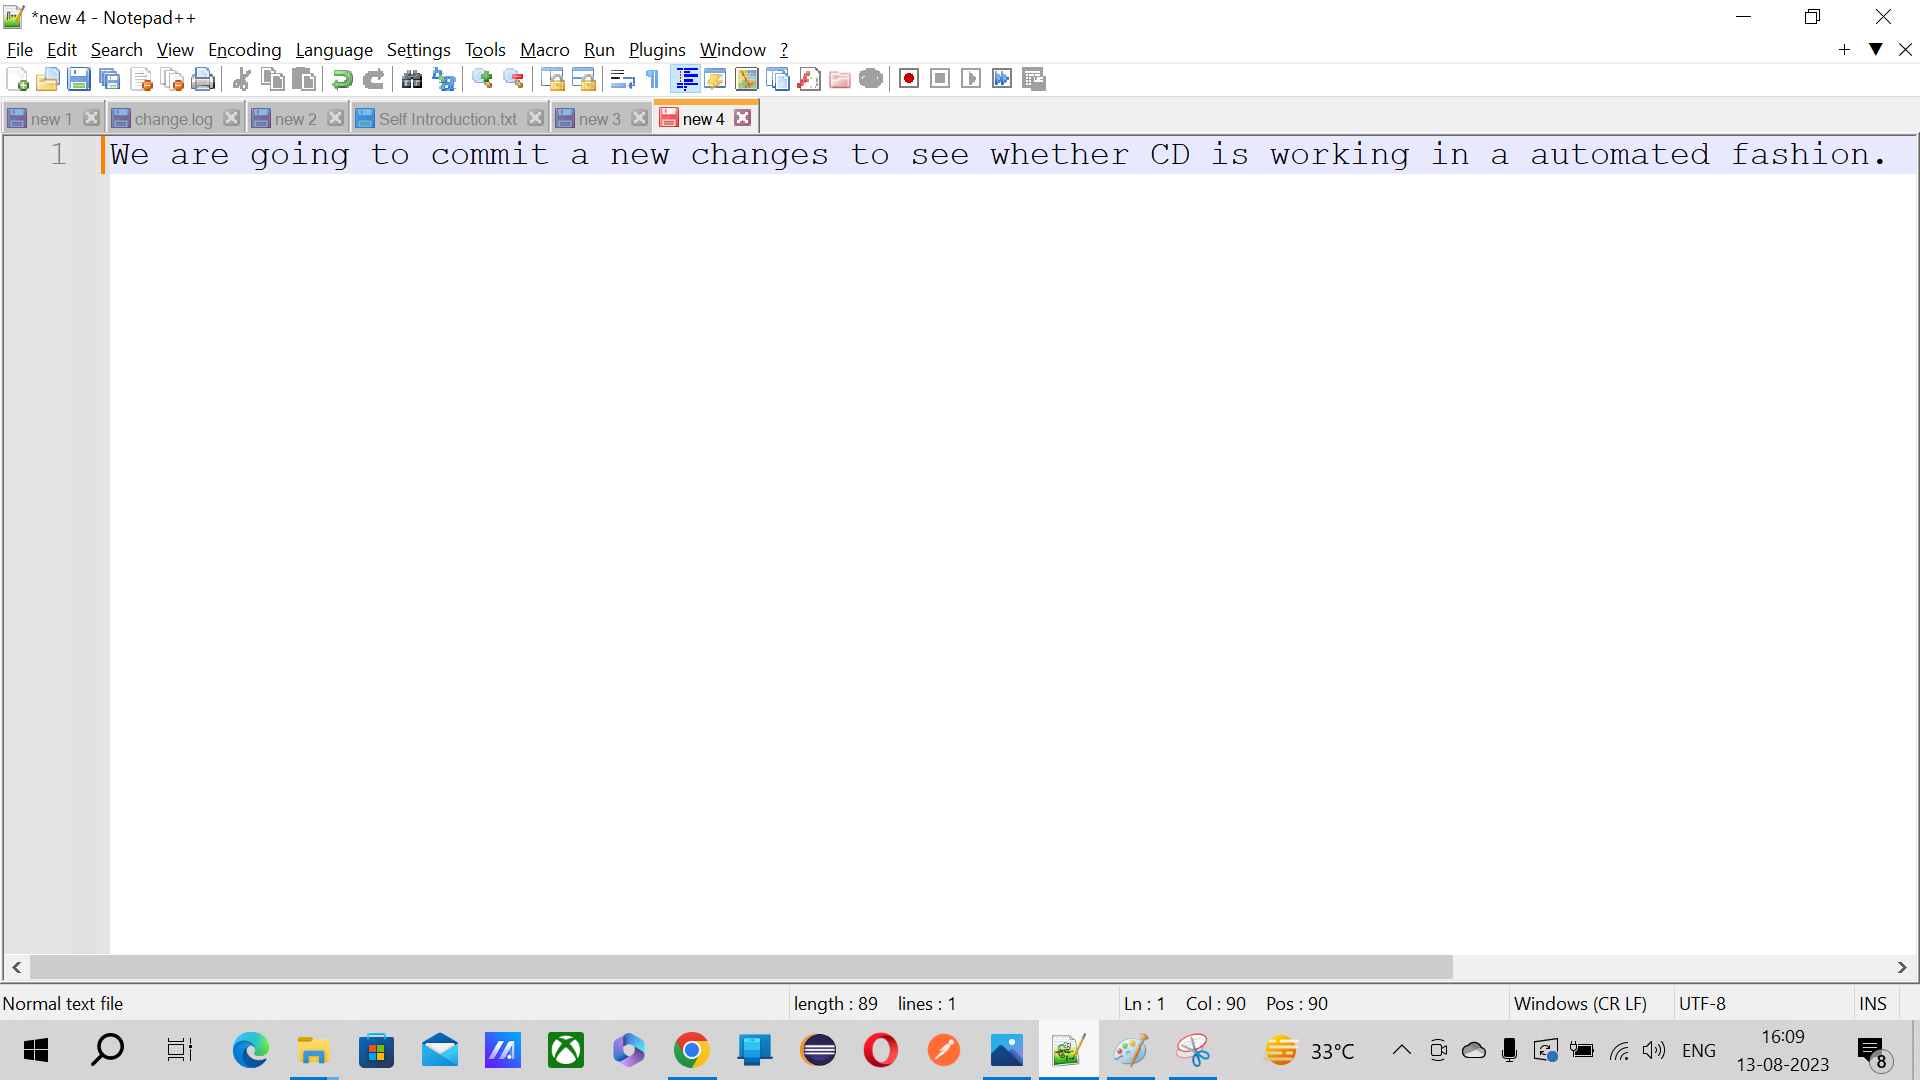 *new 4 - Notepad++
File Edit Search View Encoding Language Settings Tools Macro Run Plugins Window ?
new 1 change.log new 2 Self Introduction.txt new 3 new 4
1 We are going to commit a new changes to see whether CD is working in a automated fashion.
Normal text file length : 89 lines : 1 Ln : 1 Col : 90 Pos : 90 Windows (CR LF) UTF-8 INS
33°C ENG 16:09
13-08-2023 8